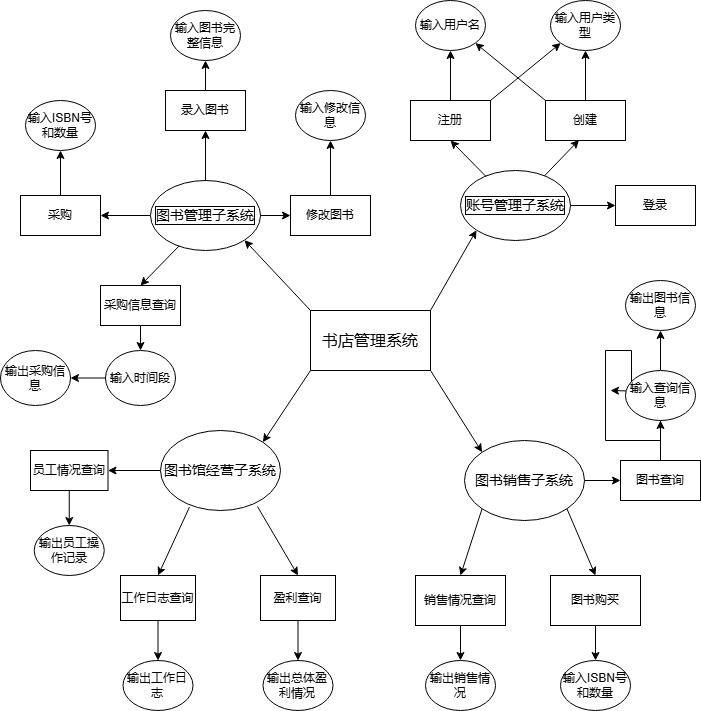 输入用户名
输入用户类
型
输入图书完
整信息
录入图书
输入ISBN号
和数量
输入修改信
息
注册
创建
采购
图书管理子系统
修改图书
账号管理子系统
登录
采购信息查询
书店管理系统
输出图书信
息
输出采购信
息
输入时间段
输入查询信
息
员工情况查询
图书馆经营子系统
图书销售子系统
图书查询
输出员工操
作记录
工作日志查询
盈利查询
销售情况查询
图书购买
输出工作日
志
输出总体盈
利情况
输出销售情
况
输入ISBN号
和数量